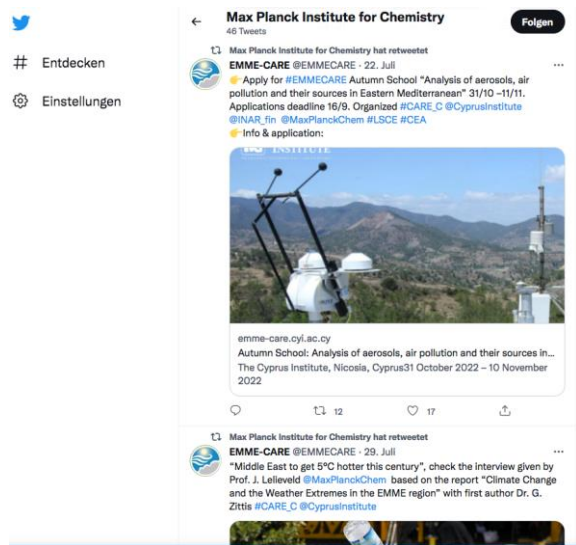 Max Planck Institute for Chemistry
46 Tweets
Folgen
Entdecken
Einstellungen
Max Planck Institute for Chemistry hat retweetet
EMME-CARE @EMMECARE · 22. Juli
👉Apply for #EMMECARE Autumn School "Analysis of aerosols, air
pollution and their sources in Eastern Mediterranean" 31/10 –11/11.
Applications deadline 16/9. Organized #CARE_C @CyprusInstitute
@INAR_fin @MaxPlanckChem #LSCE #CEA
👉Info & application:
INSTITUTE
emme-care.cyi.ac.cy
Autumn School: Analysis of aerosols, air pollution and their sources in...
The Cyprus Institute, Nicosia, Cyprus31 October 2022 – 10 November
2022
12
17
Max Planck Institute for Chemistry hat retweetet
EMME-CARE @EMMECARE · 29. Juli
"Middle East to get 5°C hotter this century", check the interview given by
Prof. J. Lelieveld @MaxPlanckChem based on the report "Climate Change
and the Weather Extremes in the EMME region" with first author Dr. G.
Zittis #CARE_C @CyprusInstitute